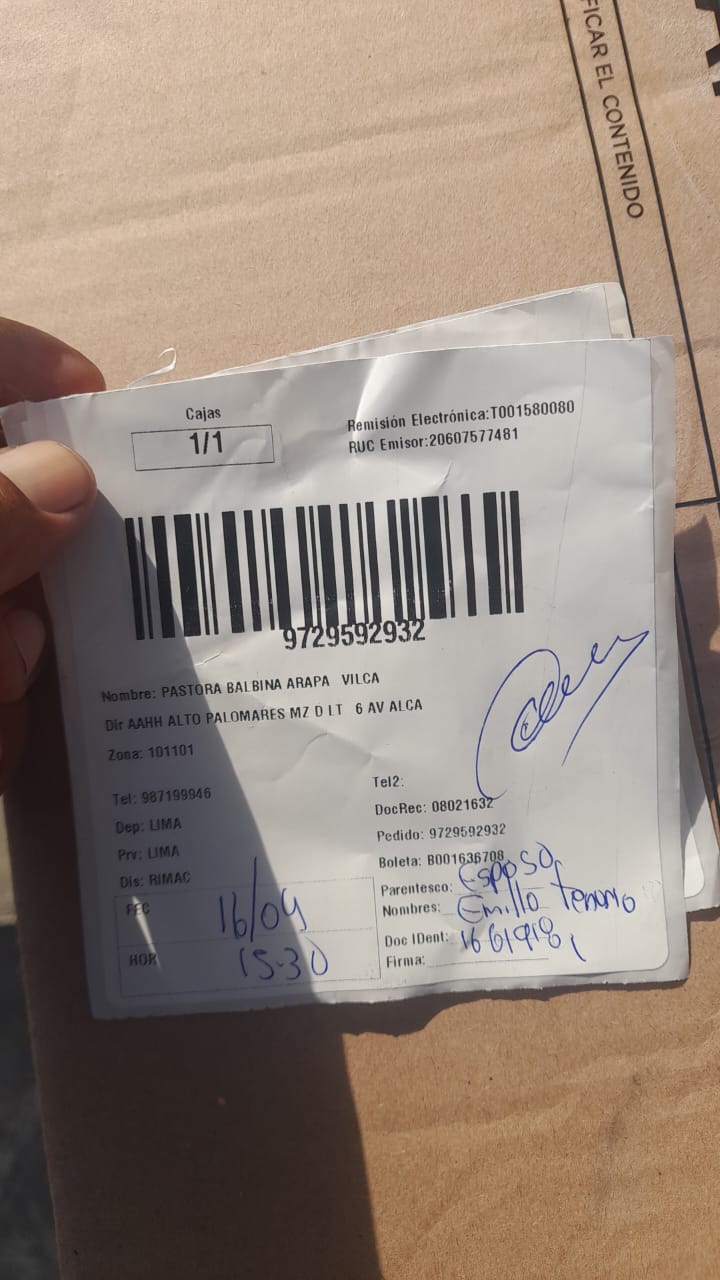 FICAR EL CONTENIDO
Cajas
1/1
Remisión Electrónica:T001580080
RUC Emisor:20607577481
9729592932
Nombre: PASTORA BALBINA ARAPA VILCA
Dir AAHH ALTO PALOMARES MZ D LT 6 AV ALCA
Zona: 101101
Tel: 987199946
Dep: LIMA
Prv: LIMA
Dis: RIMAC
FEC 16/04
HOR 15-30
Tel2:
DocRec: 08021632
Pedido: 9729592932
Boleta: B001636708
Parentesco: Esposo
Nombres: Emillo Tenorio
Doc IDent:
Firma: